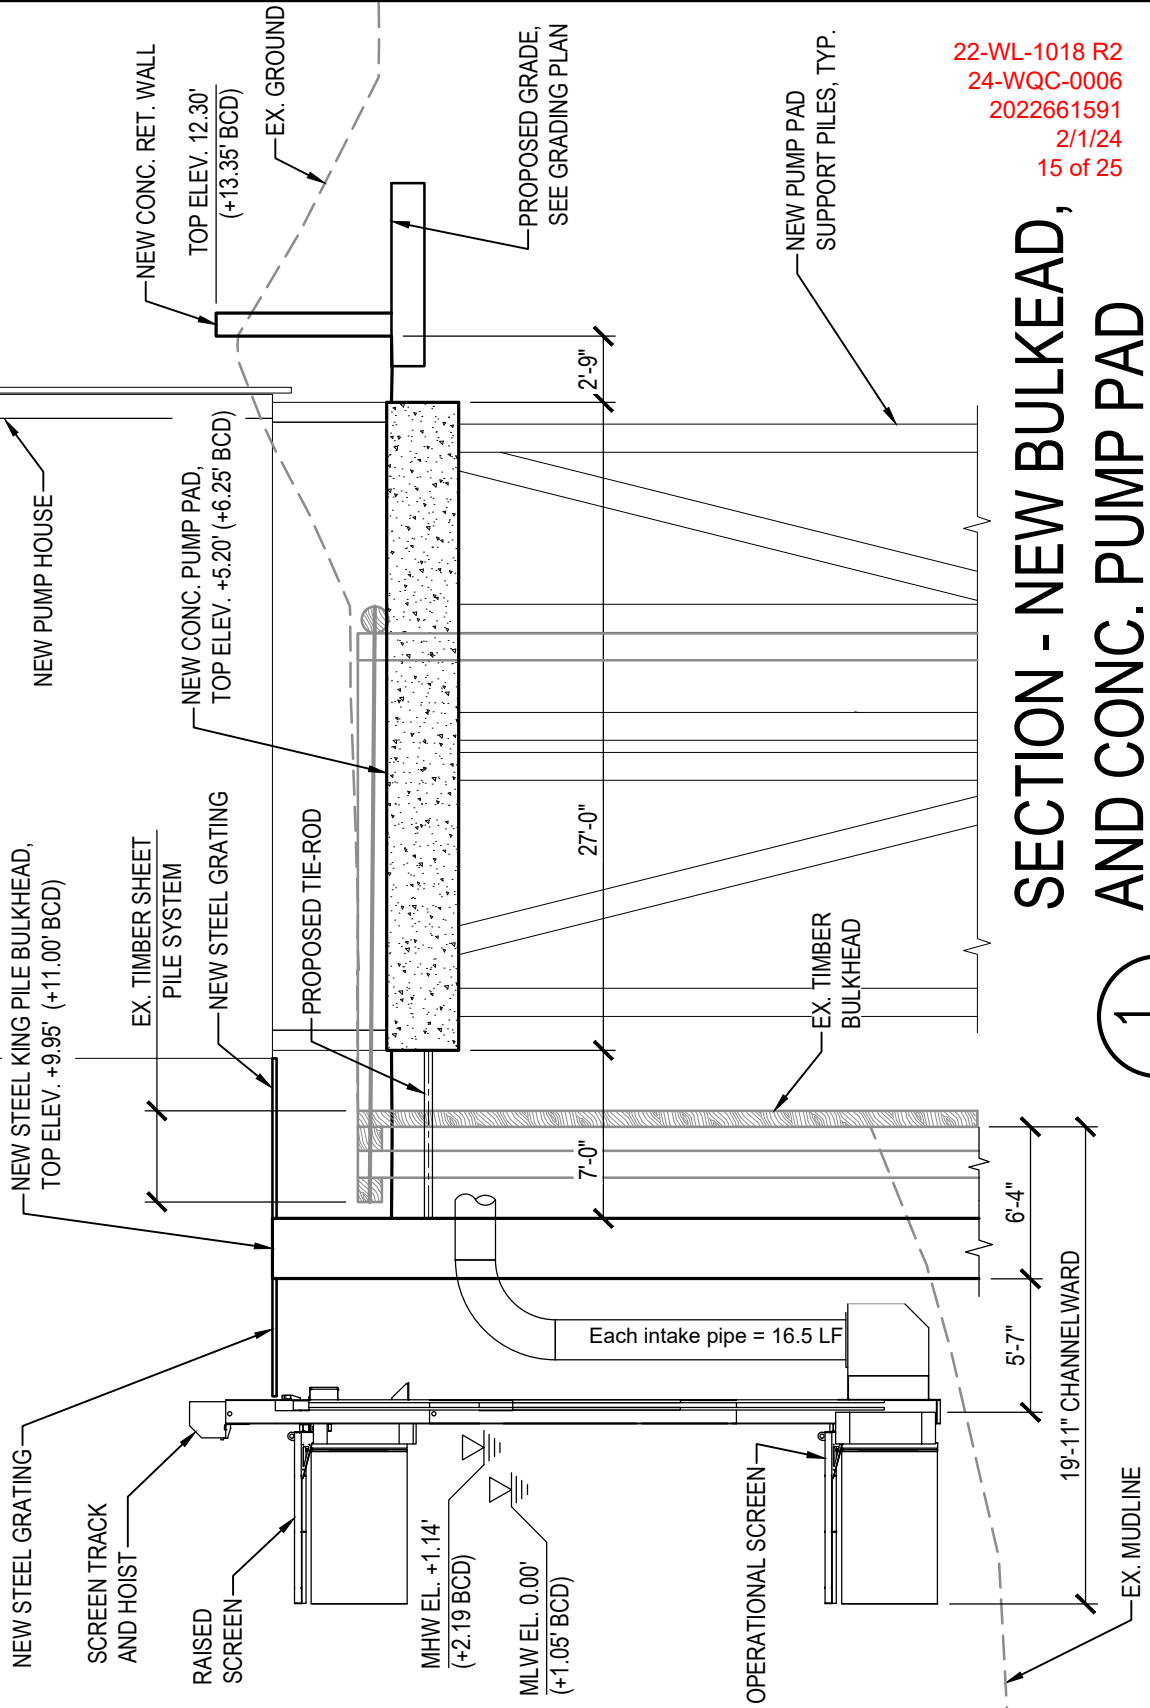 22-WL-1018 R2
24-WQC-0006
2022661591
2/1/24
15 of 25
NEW STEEL GRATING
SCREEN TRACK
AND HOIST
RAISED
SCREEN
MHW EL. +1.14'
(+2.19 BCD)
MLW EL. 0.00'
(+1.05' BCD)
OPERATIONAL SCREEN
EX. MUDLINE
NEW STEEL KING PILE BULKHEAD,
TOP ELEV. +9.95' (+11.00' BCD)
EX. TIMBER SHEET
PILE SYSTEM
NEW STEEL GRATING
PROPOSED TIE-ROD
Each intake pipe = 16.5 LF
5'-7"
6'-4"
19'-11" CHANNELWARD
7'-0"
27'-0"
2'-9"
EX. TIMBER
BULKHEAD
NEW PUMP HOUSE
NEW CONC. PUMP PAD,
TOP ELEV. +5.20' (+6.25' BCD)
NEW CONC. RET. WALL
TOP ELEV. 12.30'
(+13.35' BCD)
EX. GROUND
PROPOSED GRADE,
SEE GRADING PLAN
NEW PUMP PAD
SUPPORT PILES, TYP.
1
SECTION - NEW BULKEAD,
AND CONC. PUMP PAD